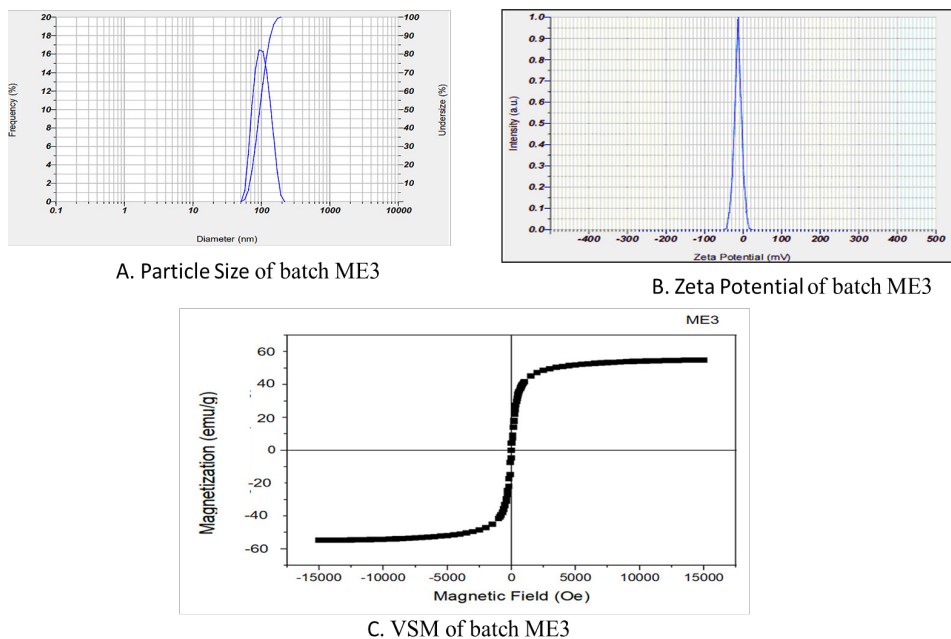 20
18
16
14
12
10
8
6
4
2
0
Frequency (%)
100
90
80
70
60
50
40
30
20
10
Undersize (%)
0.1 1 10 100 1000 10000
Diameter (nm)
A. Particle Size of batch ME3
1.0
0.9
0.8
0.7
0.6
0.5
0.4
0.3
0.2
0.1
0.0
Intensity (a.u.)
-400 -300 -200 -100 0 100 200 300 400 500
Zeta Potential (mV)
B. Zeta Potential of batch ME3
ME3
60
40
20
0
-20
-40
-60
Magnetization (emu/g)
-15000 -10000 -5000 0 5000 10000 15000
Magnetic Field (Oe)
C. VSM of batch ME3